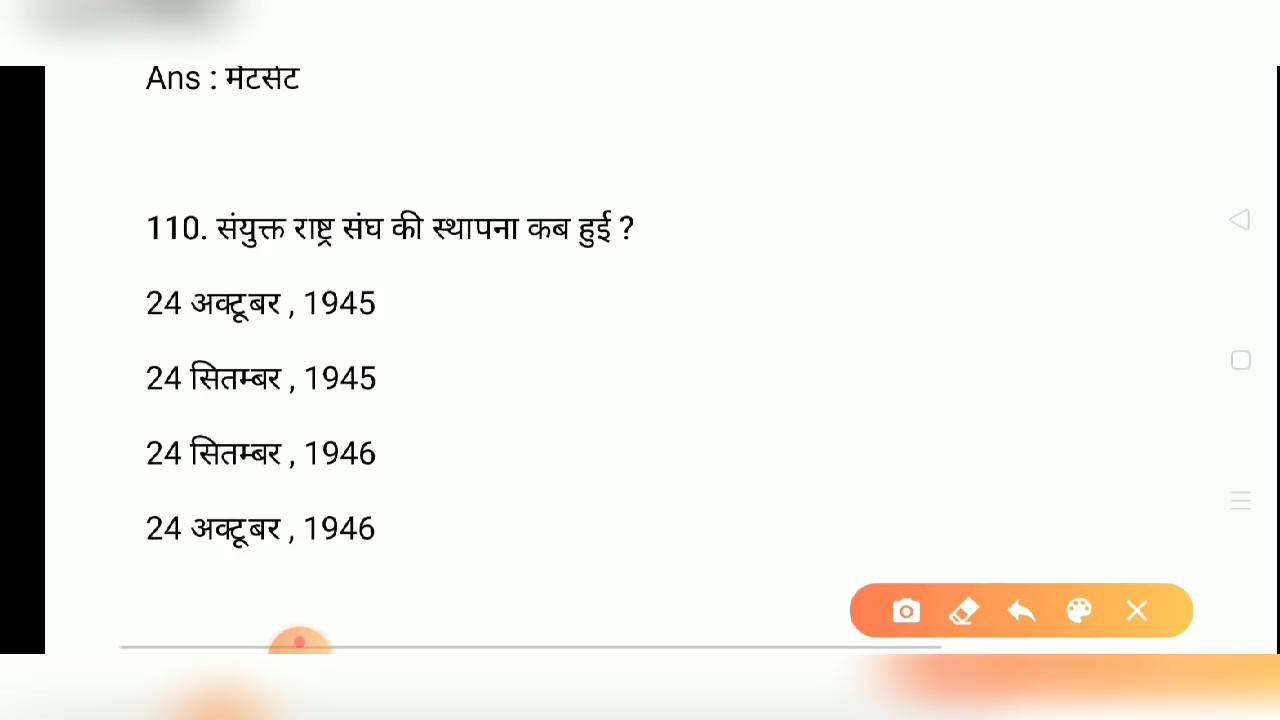 Ans : मेटसेट
110. संयुक्त राष्ट्र संघ की स्थापना कब हुई ?
24 अक्टूबर , 1945
24 सितम्बर , 1945
24 सितम्बर , 1946
24 अक्टूबर , 1946